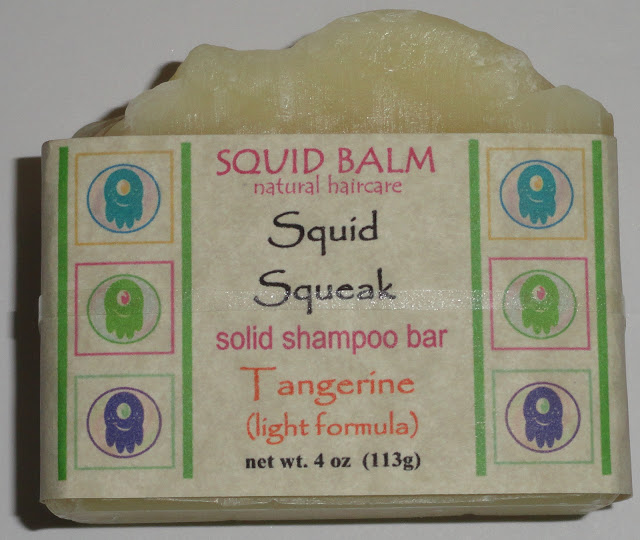 SQUID BALM
natural haircare
Squid
Squeak
solid shampoo bar
Tangerine
(light formula)
net wt. 4 oz (113g)